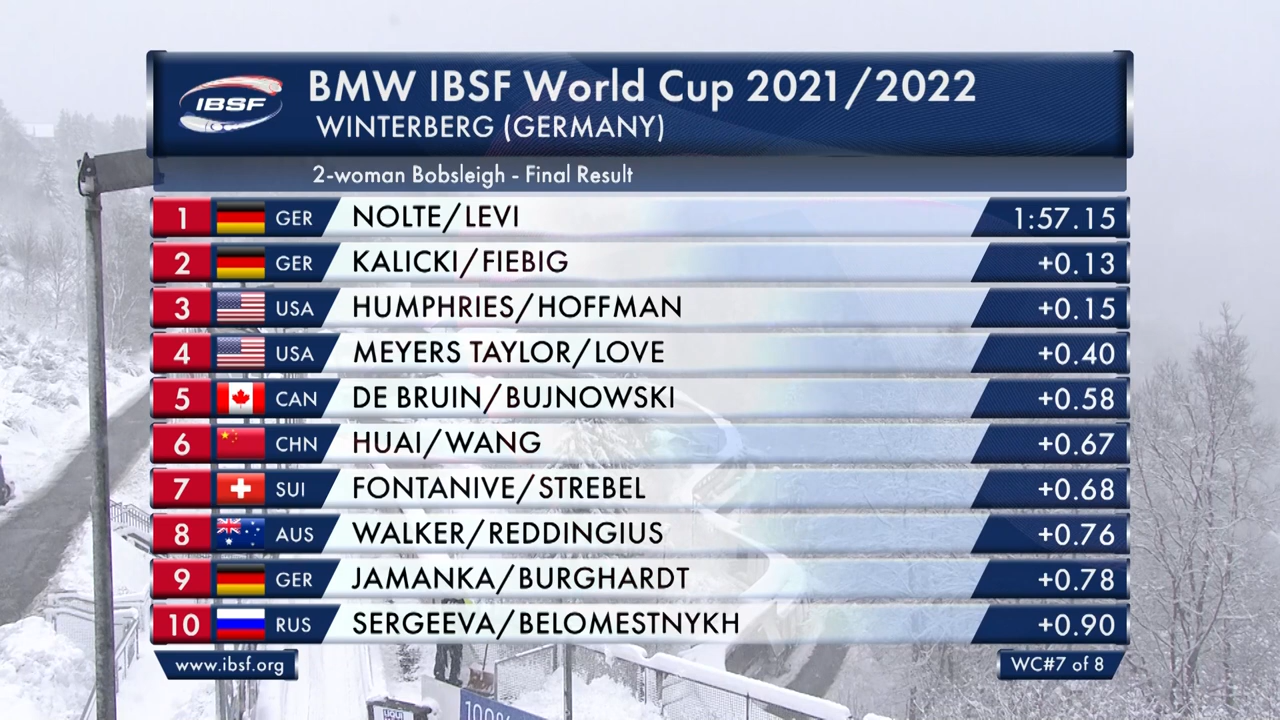 IBSF
BMW IBSF World Cup 2021/2022
WINTERBERG (GERMANY)
2-woman Bobsleigh - Final Result
1 GER NOLTE/LEVI 1:57.15
2 GER KALICKI/FIEBIG +0.13
3 USA HUMPHRIES/HOFFMAN +0.15
4 USA MEYERS TAYLOR/LOVE +0.40
5 CAN DE BRUIN/BUJNOWSKI +0.58
6 CHN HUAI/WANG +0.67
7 SUI FONTANIVE/STREBEL +0.68
8 AUS WALKER/REDDINGIUS +0.76
9 GER JAMANKA/BURGHARDT +0.78
10 RUS SERGEEVA/BELOMESTNYKH +0.90
www.ibsf.org WC#7 of 8
100%